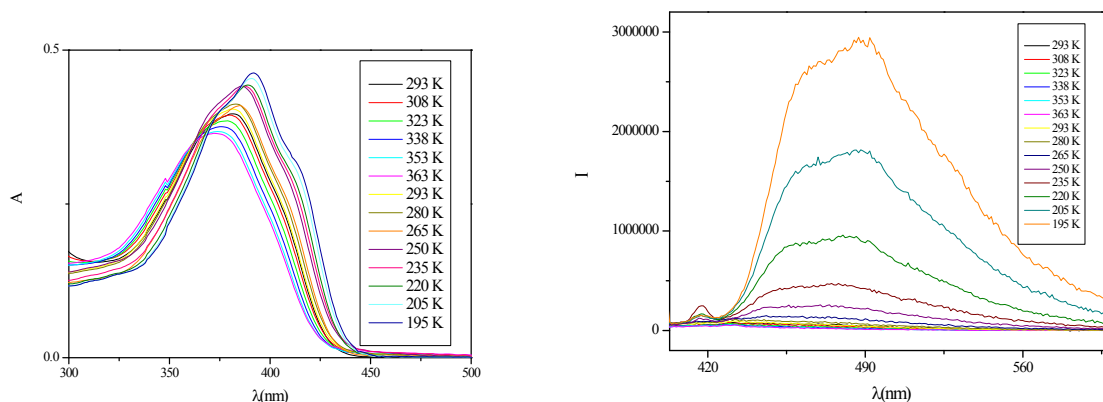 0.5
0.0
A
300
350
400
450
500
λ(nm)
293 K
308 K
323 K
338 K
353 K
363 K
293 K
280 K
265 K
250 K
235 K
220 K
205 K
195 K
3000000
2000000
1000000
0
I
420
490
560
λ(nm)
293 K
308 K
323 K
338 K
353 K
363 K
293 K
280 K
265 K
250 K
235 K
220 K
205 K
195 K